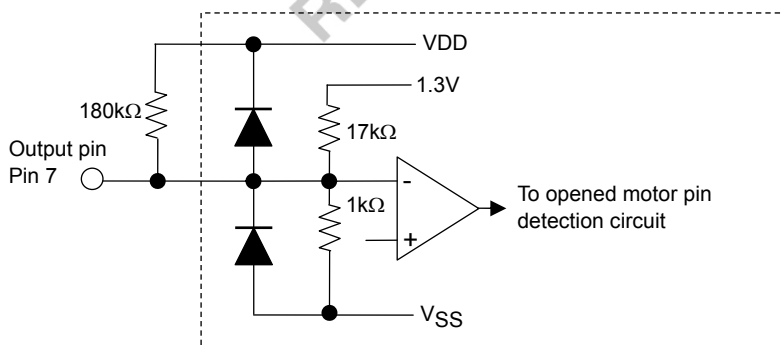 VDD
1.3V
180kΩ
17kΩ
Output pin
Pin 7
-
1kΩ
To opened motor pin
detection circuit
+
VSS